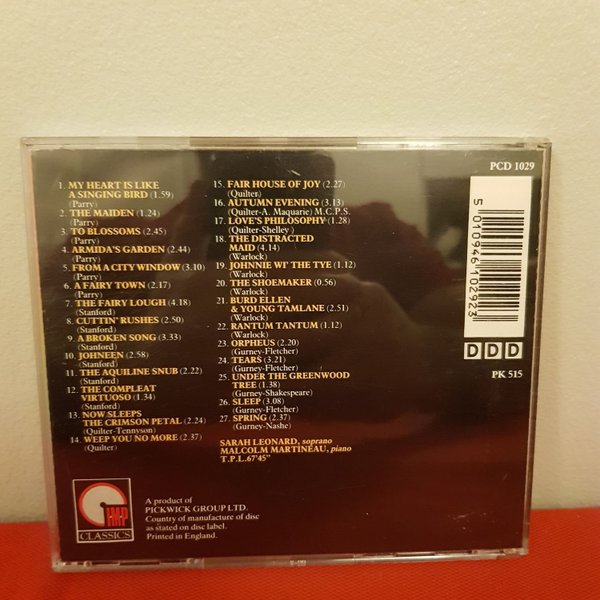 PCD 1029
1. MY HEART IS LIKE
A SINGING BIRD (1.59)
(Parry)
2. THE MAIDEN (1.24)
(Parry)
3. TO BLOSSOMS (2.45)
(Parry)
4. ARMIDA'S GARDEN (2.44)
(Parry)
5. FROM A CITY WINDOW (3.10)
(Parry)
6. A FAIRY TOWN (2.17)
(Parry)
7. THE FAIRY LOUGH (4.18)
(Stanford)
8. CUTTIN' RUSHES (2.50)
(Stanford)
9. A BROKEN SONG (3.33)
(Stanford)
10. JOHNEEN (2.58)
(Stanford)
11. THE AQUILINE SNUB (2.22)
(Stanford)
12. THE COMPLEAT
VIRTUOSO (1.34)
(Stanford)
13. NOW SLEEPS
THE CRIMSON PETAL (2.24)
(Quilter-Tennyson)
14. WEEP YOU NO MORE (2.37)
(Quilter)
15. FAIR HOUSE OF JOY (2.27)
(Quilter)
16. AUTUMN EVENING (3.13)
(Quilter-A. Maquarie) M.C.P.S.
17. LOVE'S PHILOSOPHY (1.28)
(Quilter-Shelley)
18. THE DISTRACTED
MAID (4.14)
(Warlock)
19. JOHNNIE WI' THE TYE (1.12)
(Warlock)
20. THE SHOEMAKER (0.56)
(Warlock)
21. BURD ELLEN
& YOUNG TAMLANE (2.51)
(Warlock)
22. RANTUM TANTUM (1.12)
(Warlock)
23. ORPHEUS (2.20)
(Gurney-Fletcher)
24. TEARS (3.21)
(Gurney-Fletcher)
25. UNDER THE GREENWOOD
TREE (1.38)
(Gurney-Shakespeare)
26. SLEEP (3.08)
(Gurney-Fletcher)
27. SPRING (2.37)
(Gurney-Nashe)
SARAH LEONARD, soprano
MALCOLM MARTINEAU, piano
T.P.L.67'45"
5 010946 102923
DDD
PK 515
IMP
CLASSICS
A product of
PICKWICK GROUP LTD.
Country of manufacture of disc
as stated on disc label.
Printed in England.